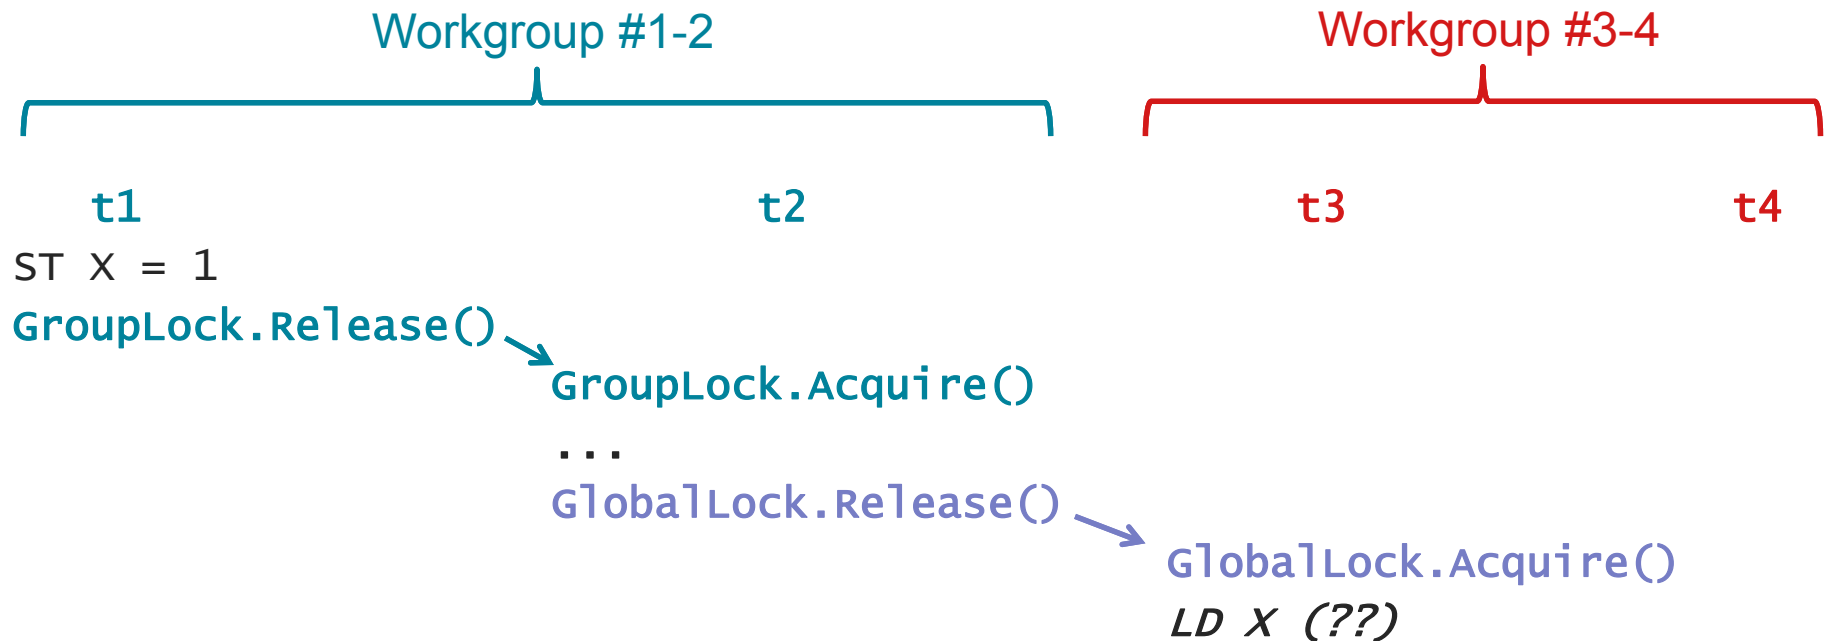 Workgroup #1-2
Workgroup #3-4
t1
t2
t3
t4
ST X = 1
GroupLock.Release()
GroupLock.Acquire()
...
GlobalLock.Release()
GlobalLock.Acquire()
LD X (??)